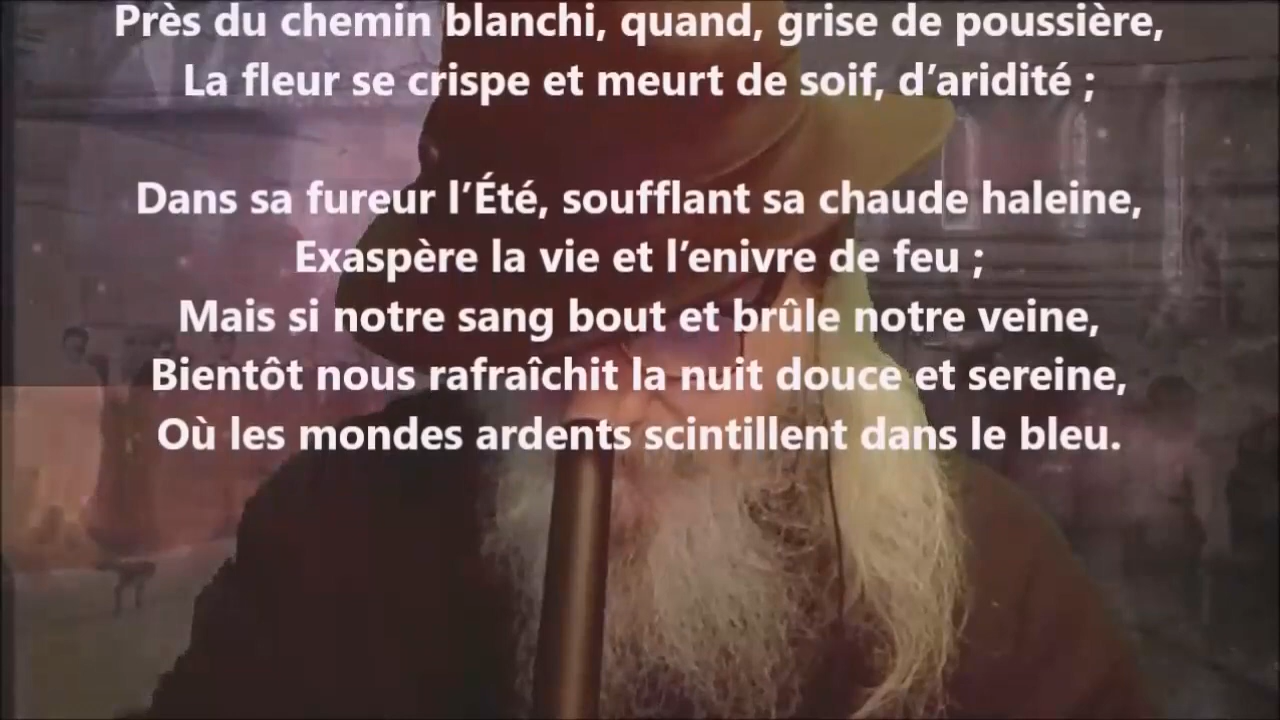 Près du chemin blanchi, quand, grise de poussière,
La fleur se crispe et meurt de soif, d’aridité ;
Dans sa fureur l’Été, soufflant sa chaude haleine,
Exaspère la vie et l’enivre de feu ;
Mais si notre sang bout et brûle notre veine,
Bientôt nous rafraîchit la nuit douce et sereine,
Où les mondes ardents scintillent dans le bleu.